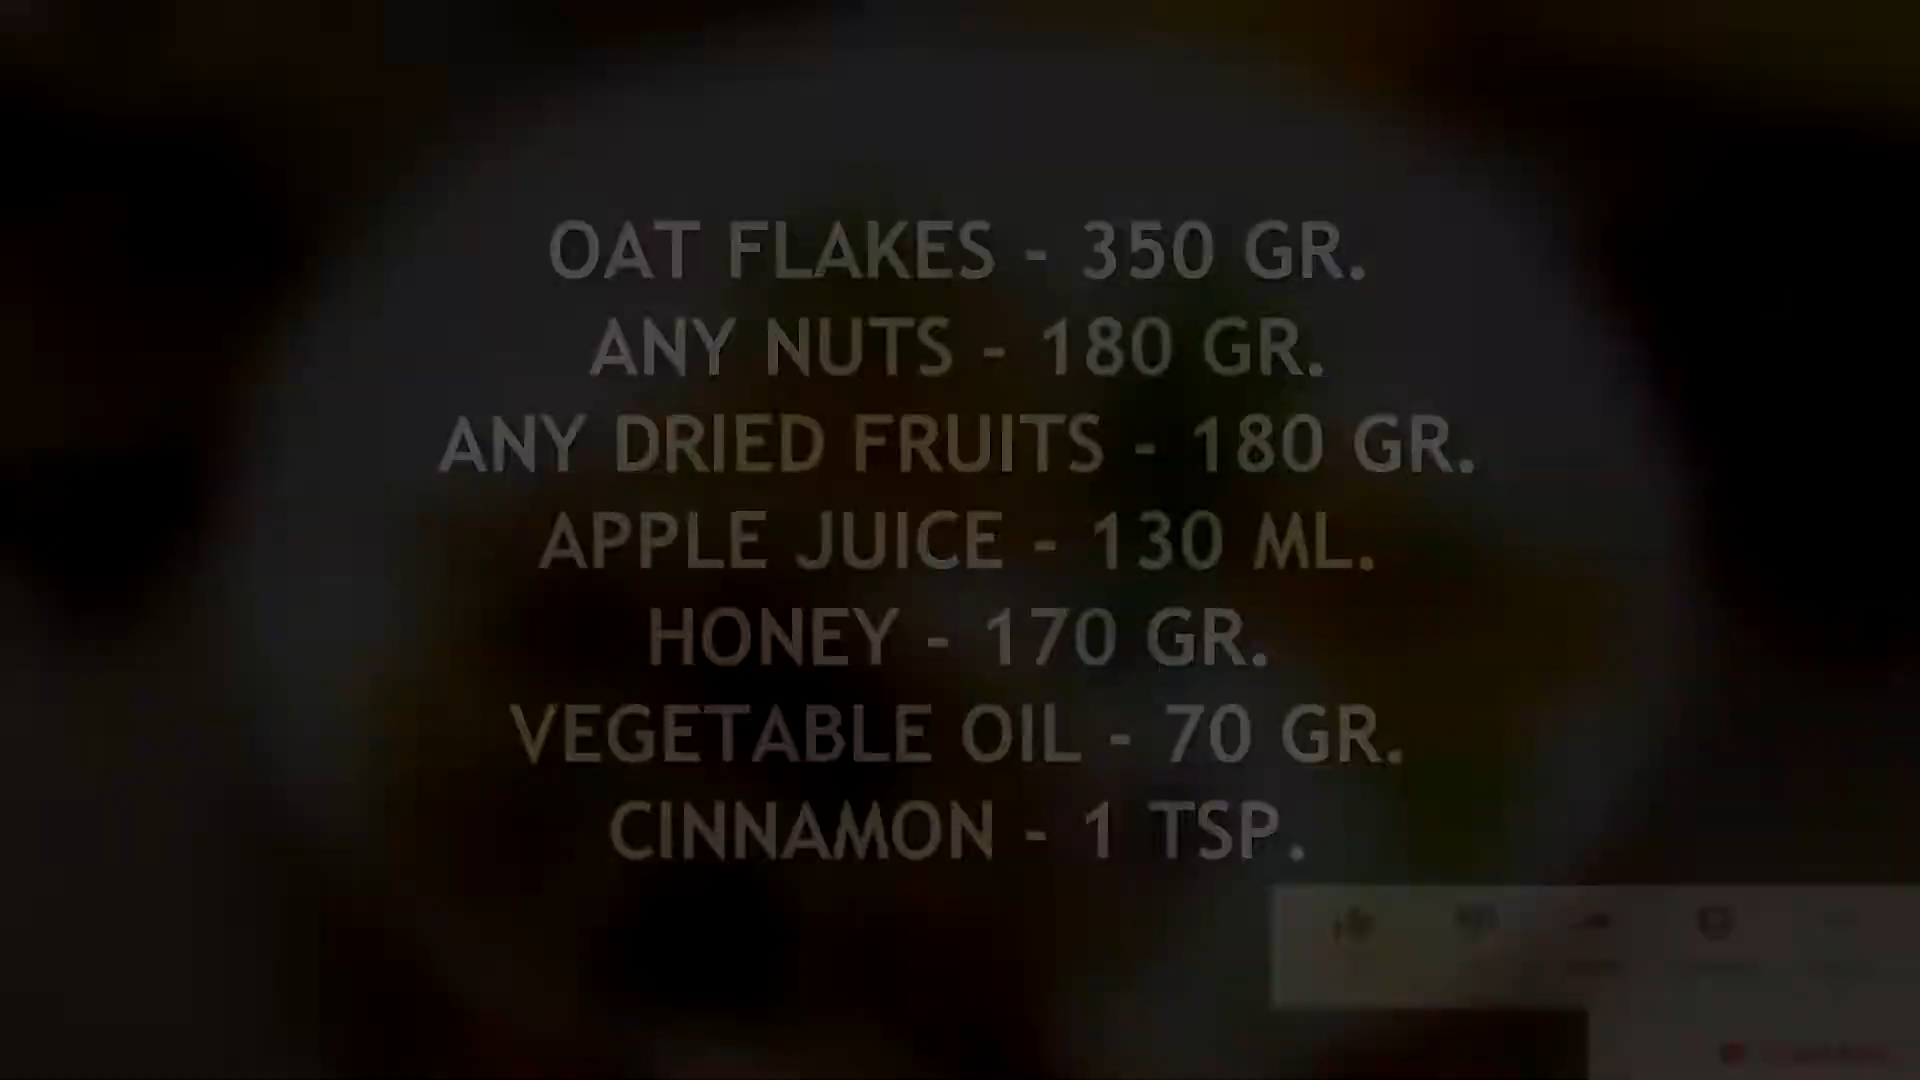 OAT FLAKES - 350 GR.
ANY NUTS - 180 GR.
ANY DRIED FRUITS - 180 GR.
APPLE JUICE - 130 ML.
HONEY - 170 GR.
VEGETABLE OIL - 70 GR.
CINNAMON - 1 TSP.